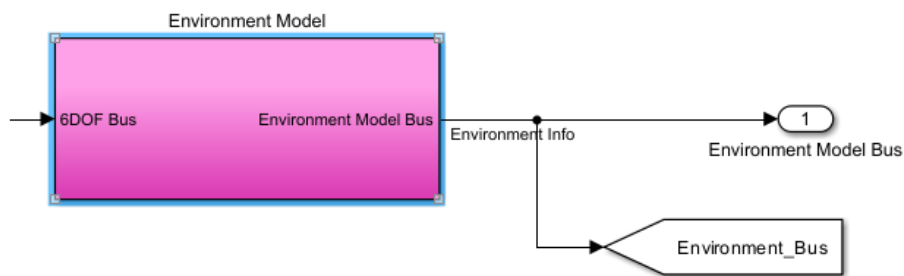 Environment Model
6DOF Bus
Environment Model Bus
Environment Info
1
Environment Model Bus
Environment_Bus